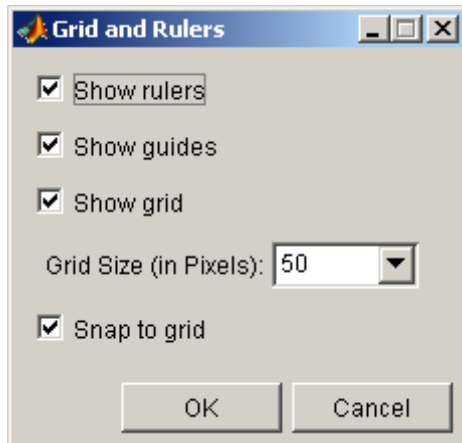 Grid and Rulers
Show rulers
Show guides
Show grid
Grid Size (in Pixels): 50
Snap to grid
OK Cancel